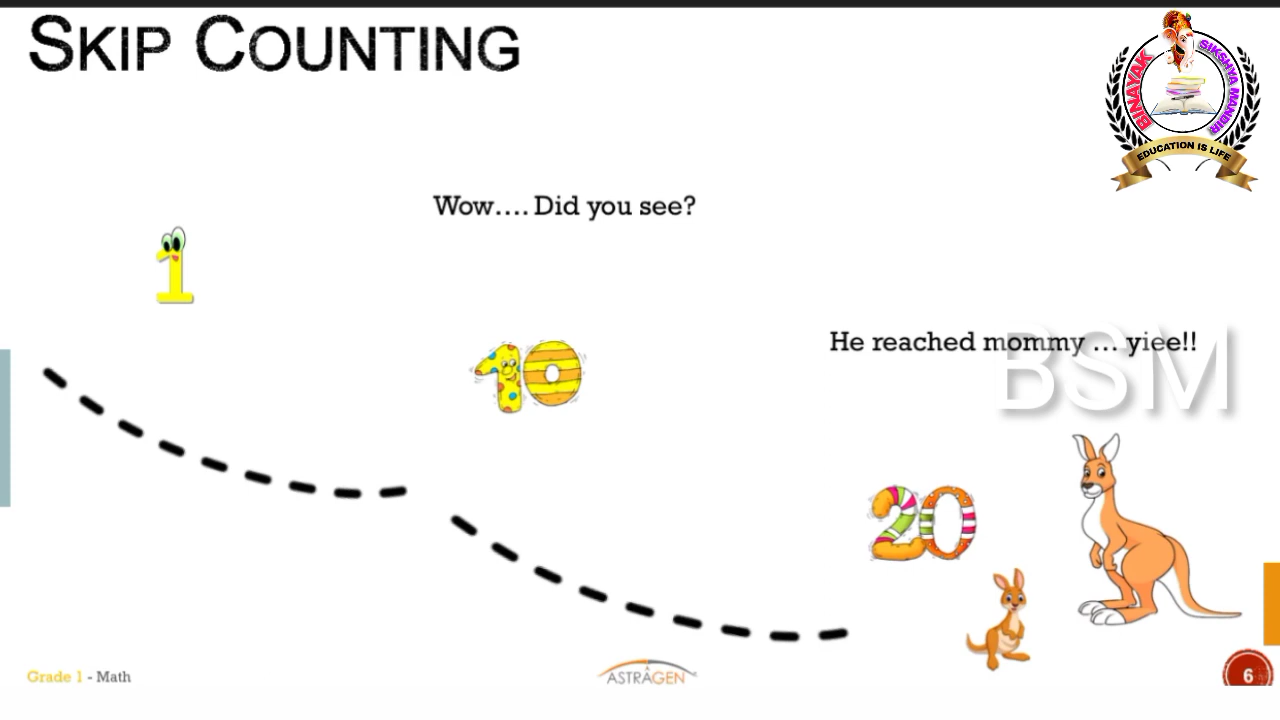 SKIP COUNTING
BINAYAK SIKSHYA MANDIR
EDUCATION IS LIFE
Wow.... Did you see?
1
He reached mommy ... yiee!!
BSM
10
20
Grade 1 - Math
ASTRAGEN
6